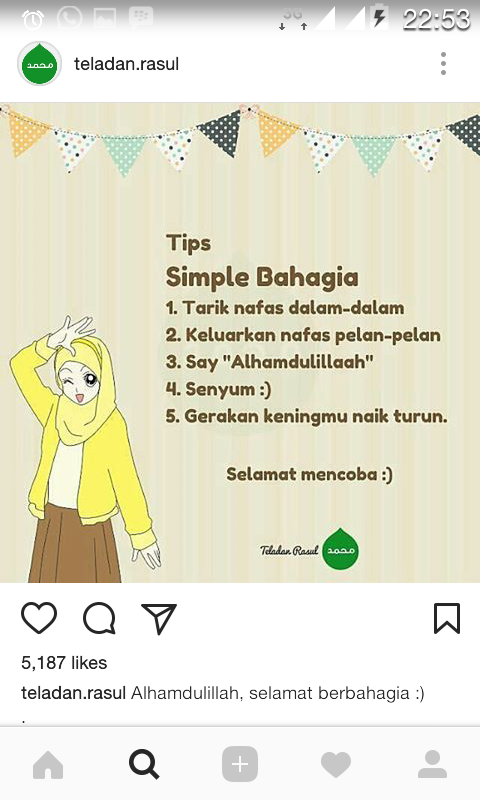 3G 22:53
محمد teladan.rasul
Tips
Simple Bahagia
1. Tarik nafas dalam-dalam
2. Keluarkan nafas pelan-pelan
3. Say "Alhamdulillaah"
4. Senyum :)
5. Gerakan keningmu naik turun.
Selamat mencoba :)
Teladan Rasul محمد
5,187 likes
teladan.rasul Alhamdulillah, selamat berbahagia :)
.